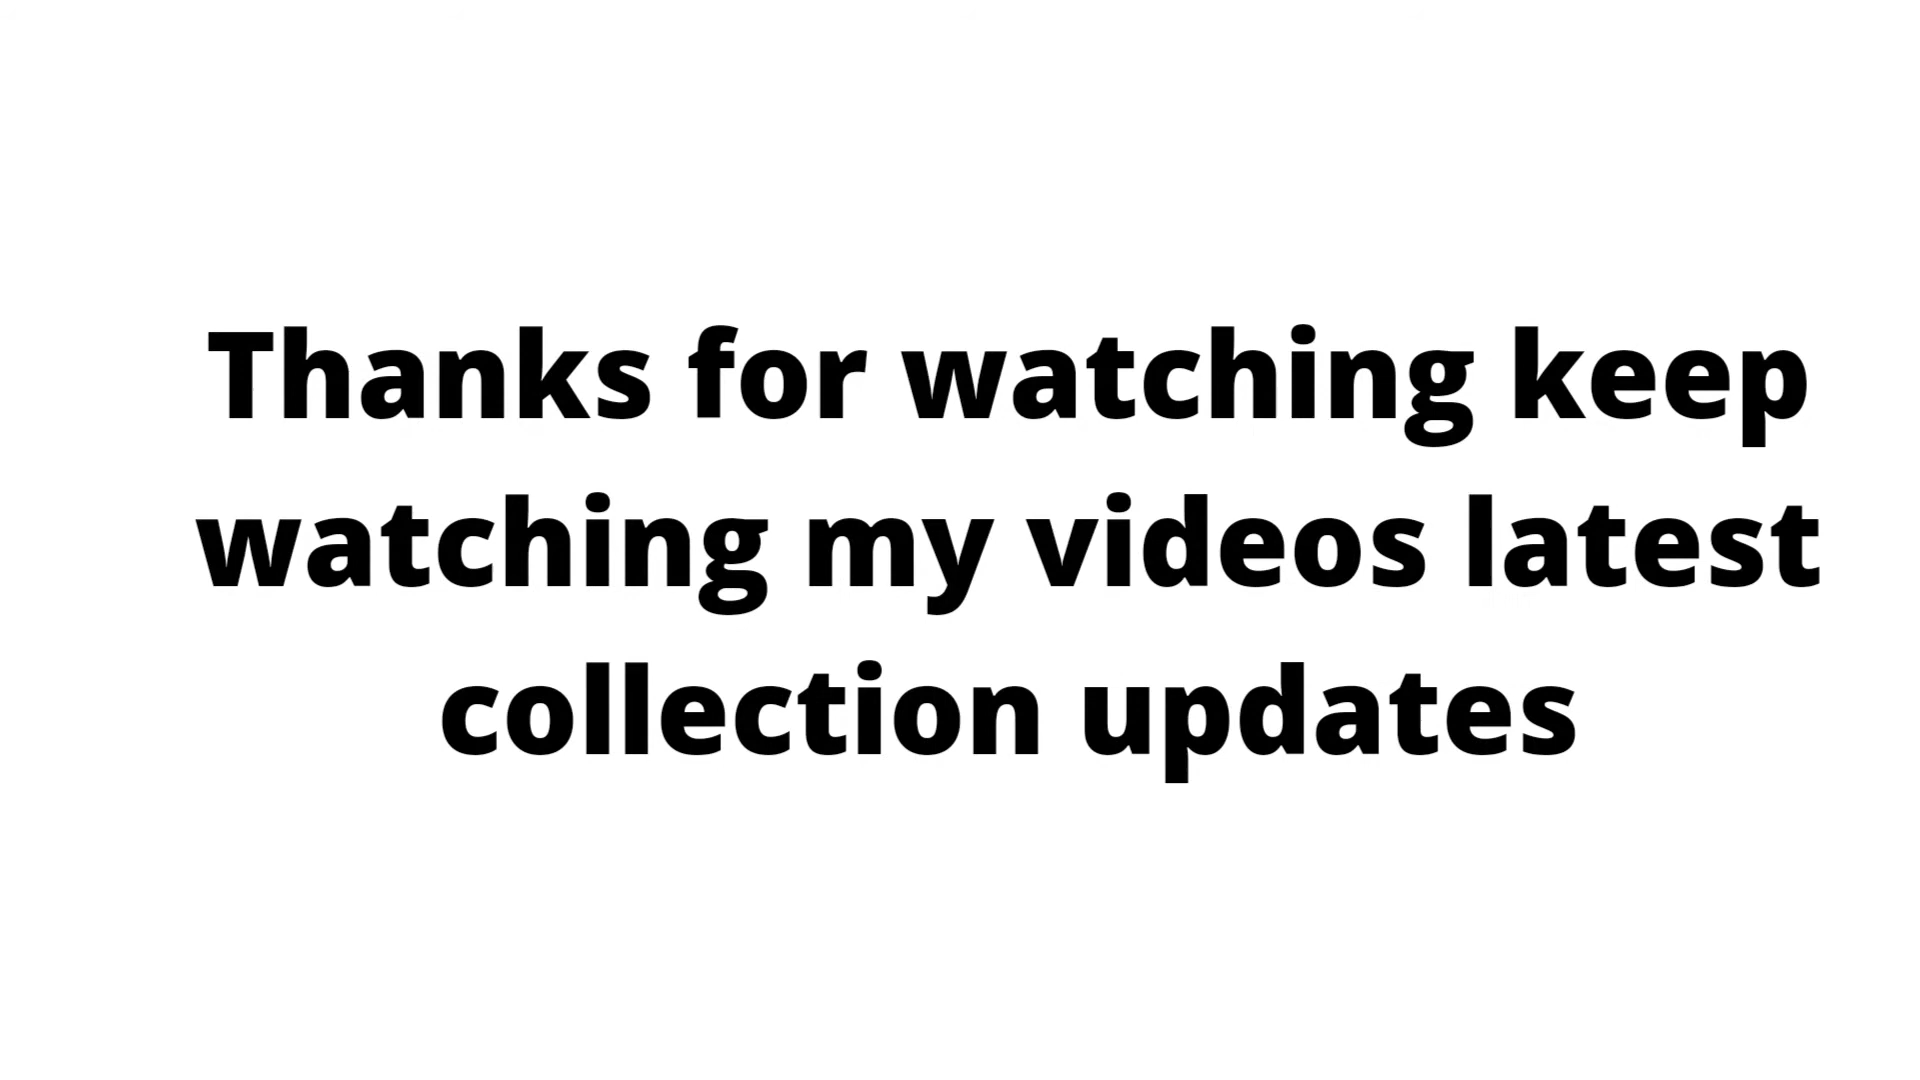 Thanks for watching keep
watching my videos latest
collection updates